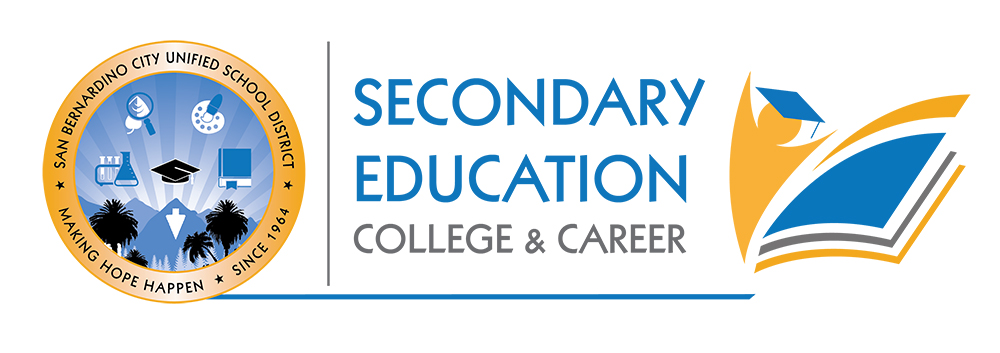 SAN BERNARDINO CITY UNIFIED SCHOOL DISTRICT
MAKING HOPE HAPPEN ★ SINCE 1964
SECONDARY
EDUCATION
COLLEGE & CAREER